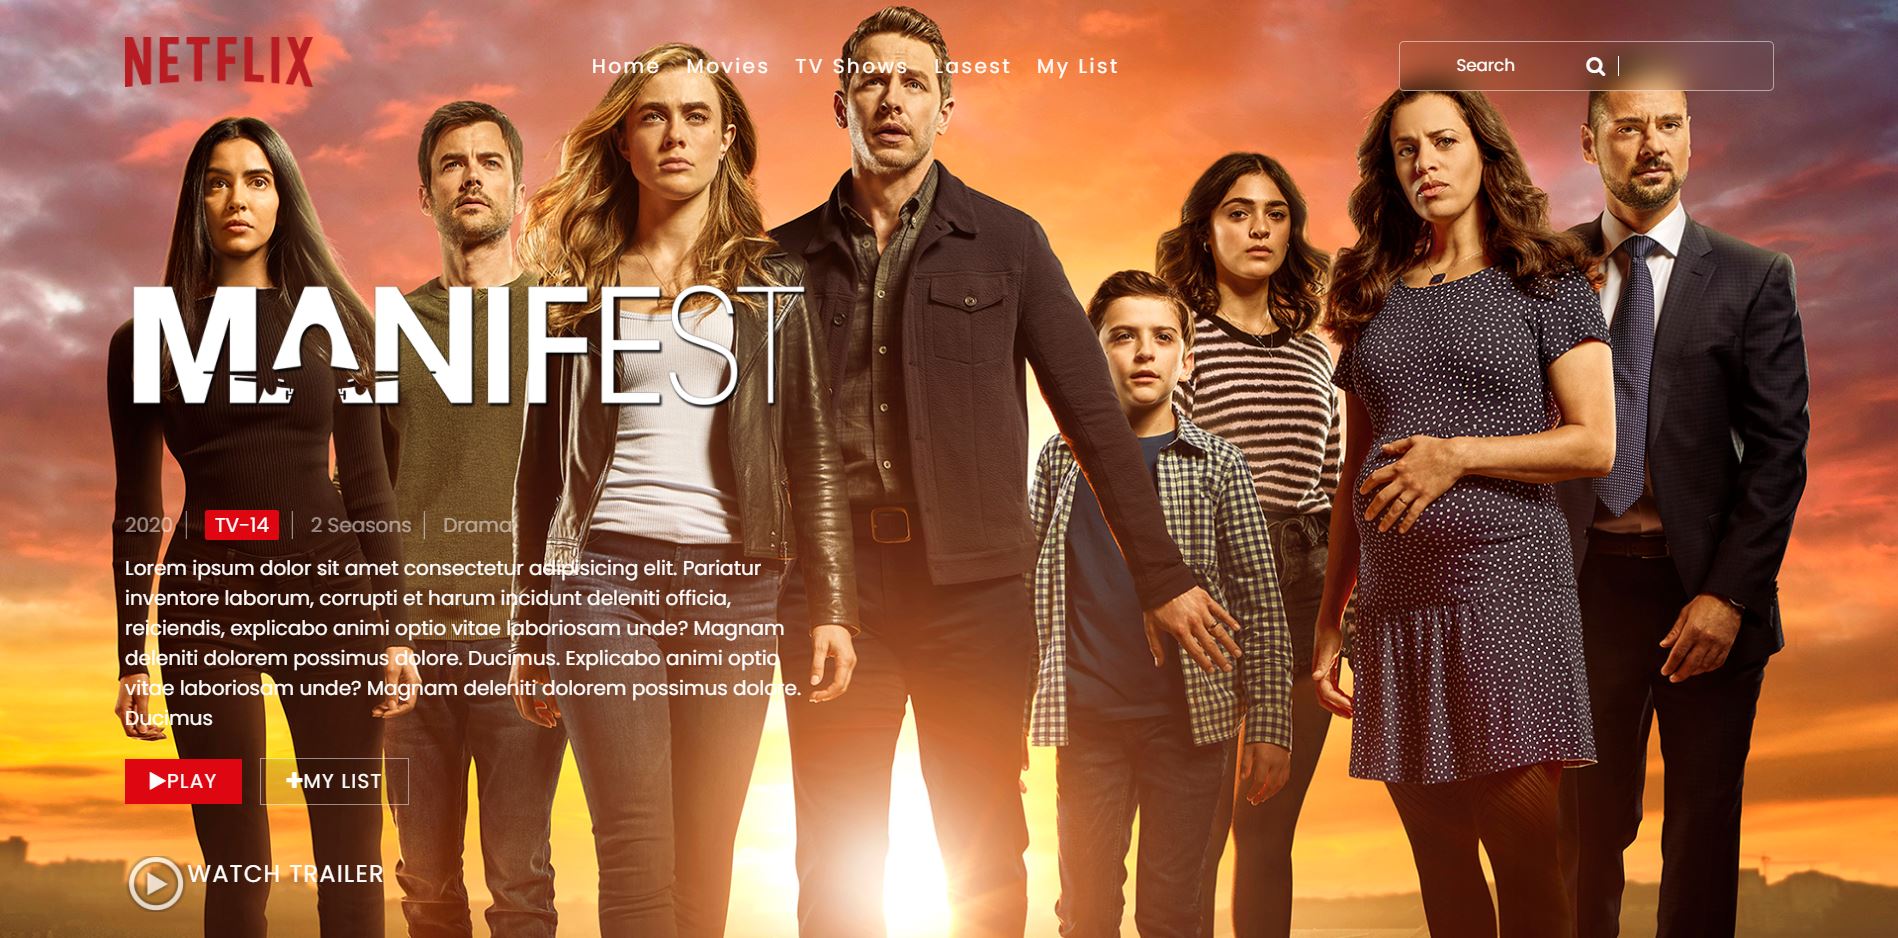 NETFLIX
Home Movies TV Shows Lasest My List
Search
MANIFEST
2020 TV-14 2 Seasons Drama
Lorem ipsum dolor sit amet consectetur adipisicing elit. Pariatur
inventore laborum, corrupti et harum incidunt deleniti officia,
reiciendis, explicabo animi optio vitae laboriosam unde? Magnam
deleniti dolorem possimus dolore. Ducimus. Explicabo animi optio
vitae laboriosam unde? Magnam deleniti dolorem possimus dolore.
Ducimus
PLAY
MY LIST
WATCH TRAILER